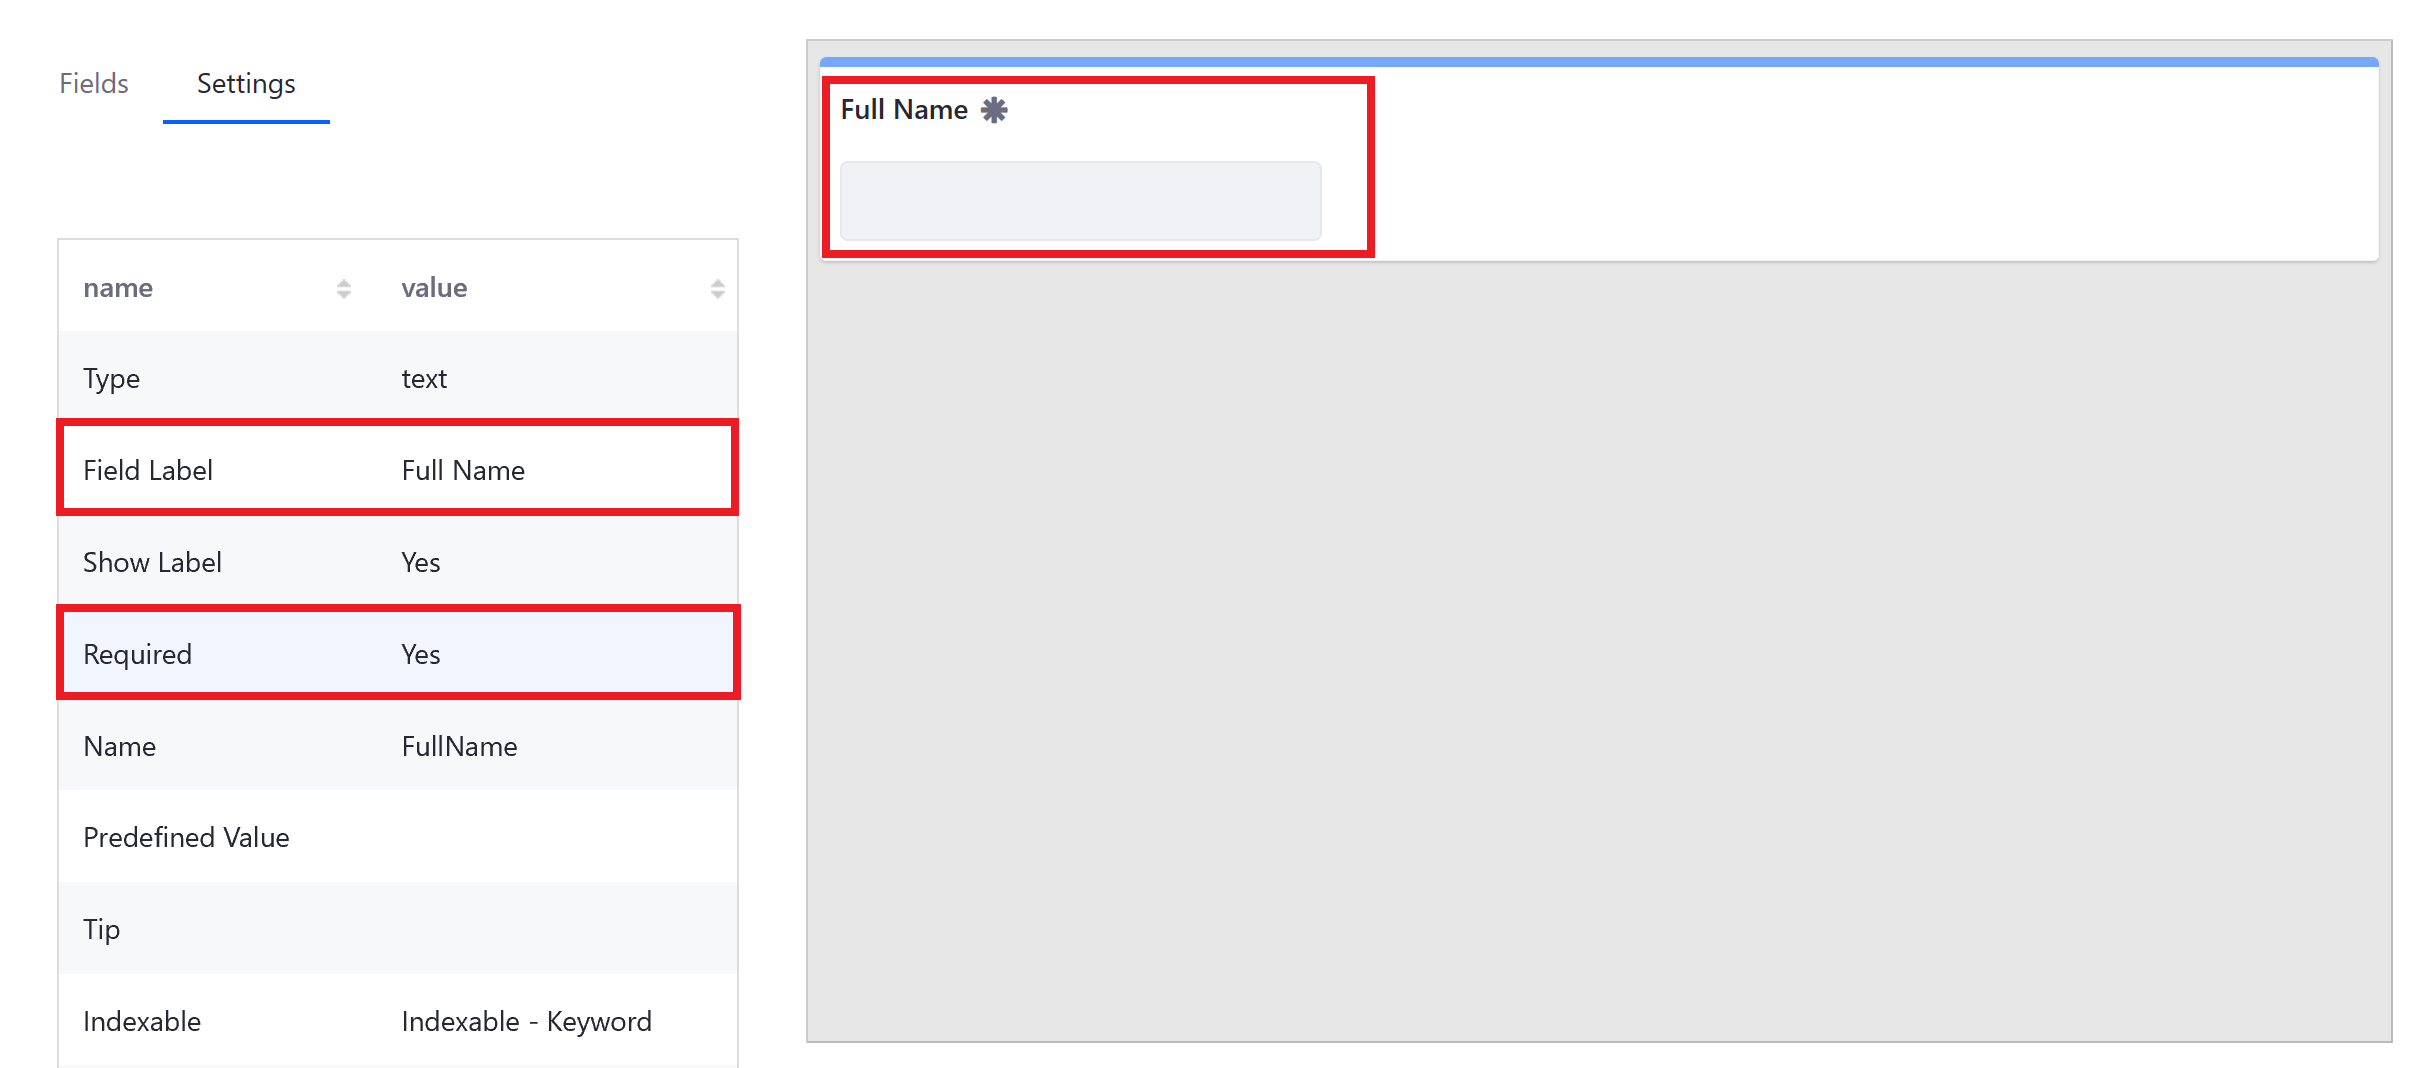 Fields Settings
name value
Type text
Field Label Full Name
Show Label Yes
Required Yes
Name FullName
Predefined Value
Tip
Indexable Indexable - Keyword
Full Name ✱